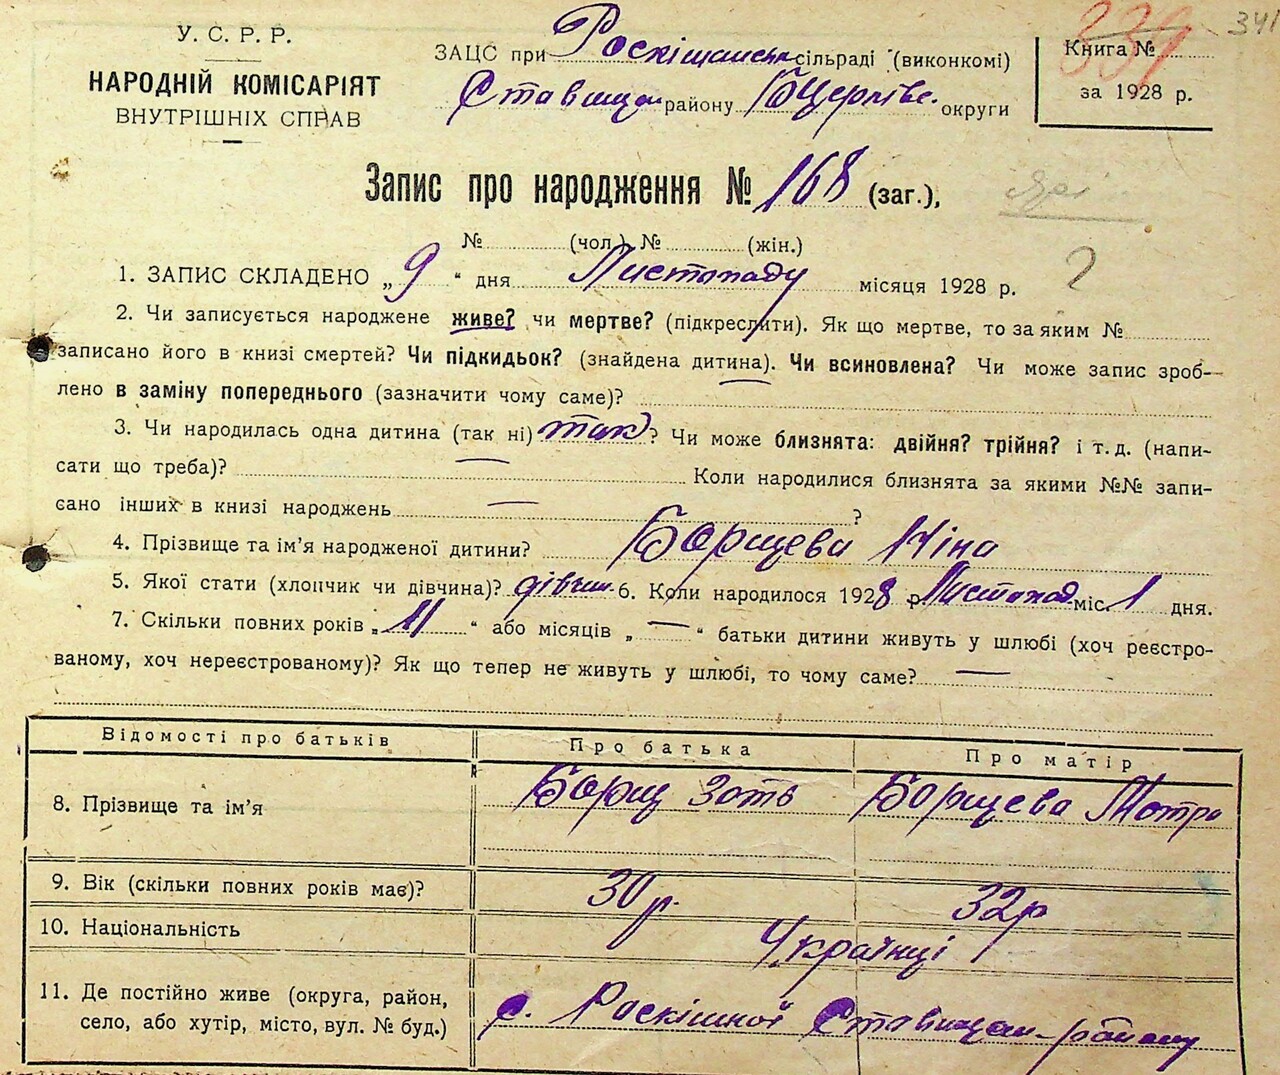 341
339
У. С. Р. Р.
НАРОДНІЙ КОМІСАРІЯТ
ВНУТРІШНІХ СПРАВ
ЗАЦС при Роскішанськ сільраді (виконкомі)
Ставищан району БЦерківс. округи
Книга №
за 1928 р.
Запис про народження № 168 (заг.),
№ (чол.) № (жін.)
1. ЗАПИС СКЛАДЕНО „9“ дня Листопаду місяця 1928 р.
2. Чи записується народжене живе? чи мертве? (підкреслити). Як що мертве, то за яким №
записано його в книзі смертей? Чи підкидьок? (знайдена дитина). Чи всиновлена? Чи може запис зроб-
лено в заміну попереднього (зазначити чому саме)? —
3. Чи народилась одна дитина (так ні) так? Чи може близнята: двійня? трійня? і т. д. (напи-
сати що треба)? — Коли народилися близнята за якими №№ запи-
сано інших в книзі народжень — ?
4. Прізвище та ім’я народженої дитини? Борщева Ніна
5. Якої стати (хлопчик чи дівчина)? дівчин. 6. Коли народилося 1928 р. Листопад міс. 1 дня.
7. Скільки повних років „11“ або місяців „—“ батьки дитини живуть у шлюбі (хоч реєстро-
ваному, хоч нереєстрованому)? Як що тепер не живуть у шлюбі, то чому саме? —
Відомості про батьків Про батька Про матір
8. Прізвище та ім’я Борщ Зоть Борщева Мотря
9. Вік (скільки повних років має)? 30 р. 32 р
10. Національність Українці
11. Де постійно живе (округа, район,
село, або хутір, місто, вул. № буд.) с. Роскішної Ставищан. району